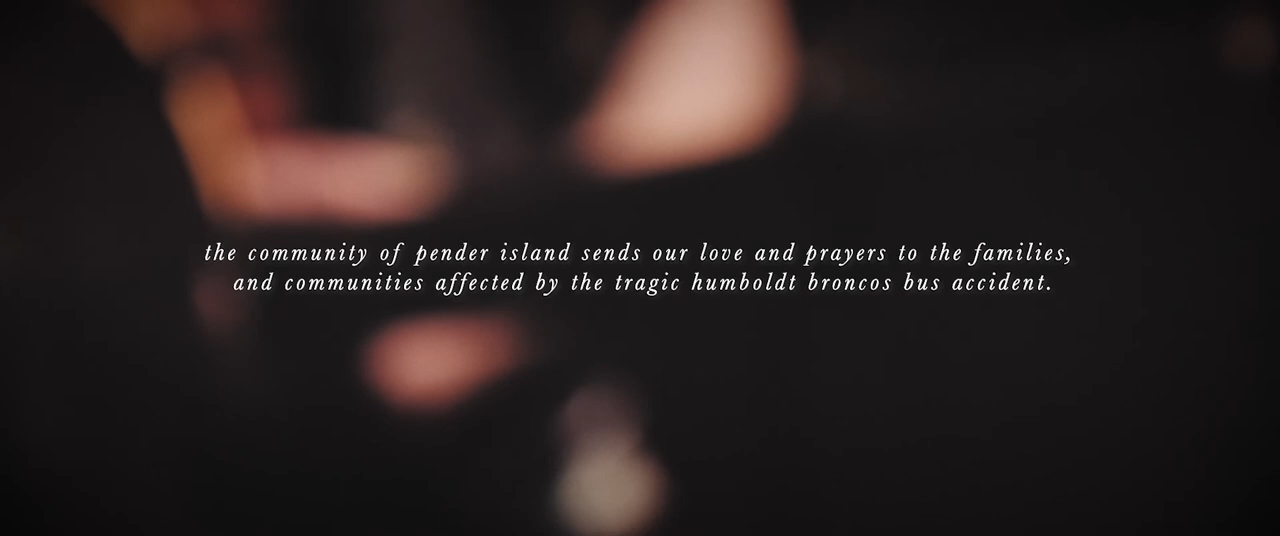 the community of pender island sends our love and prayers to the families,
and communities affected by the tragic humboldt broncos bus accident.